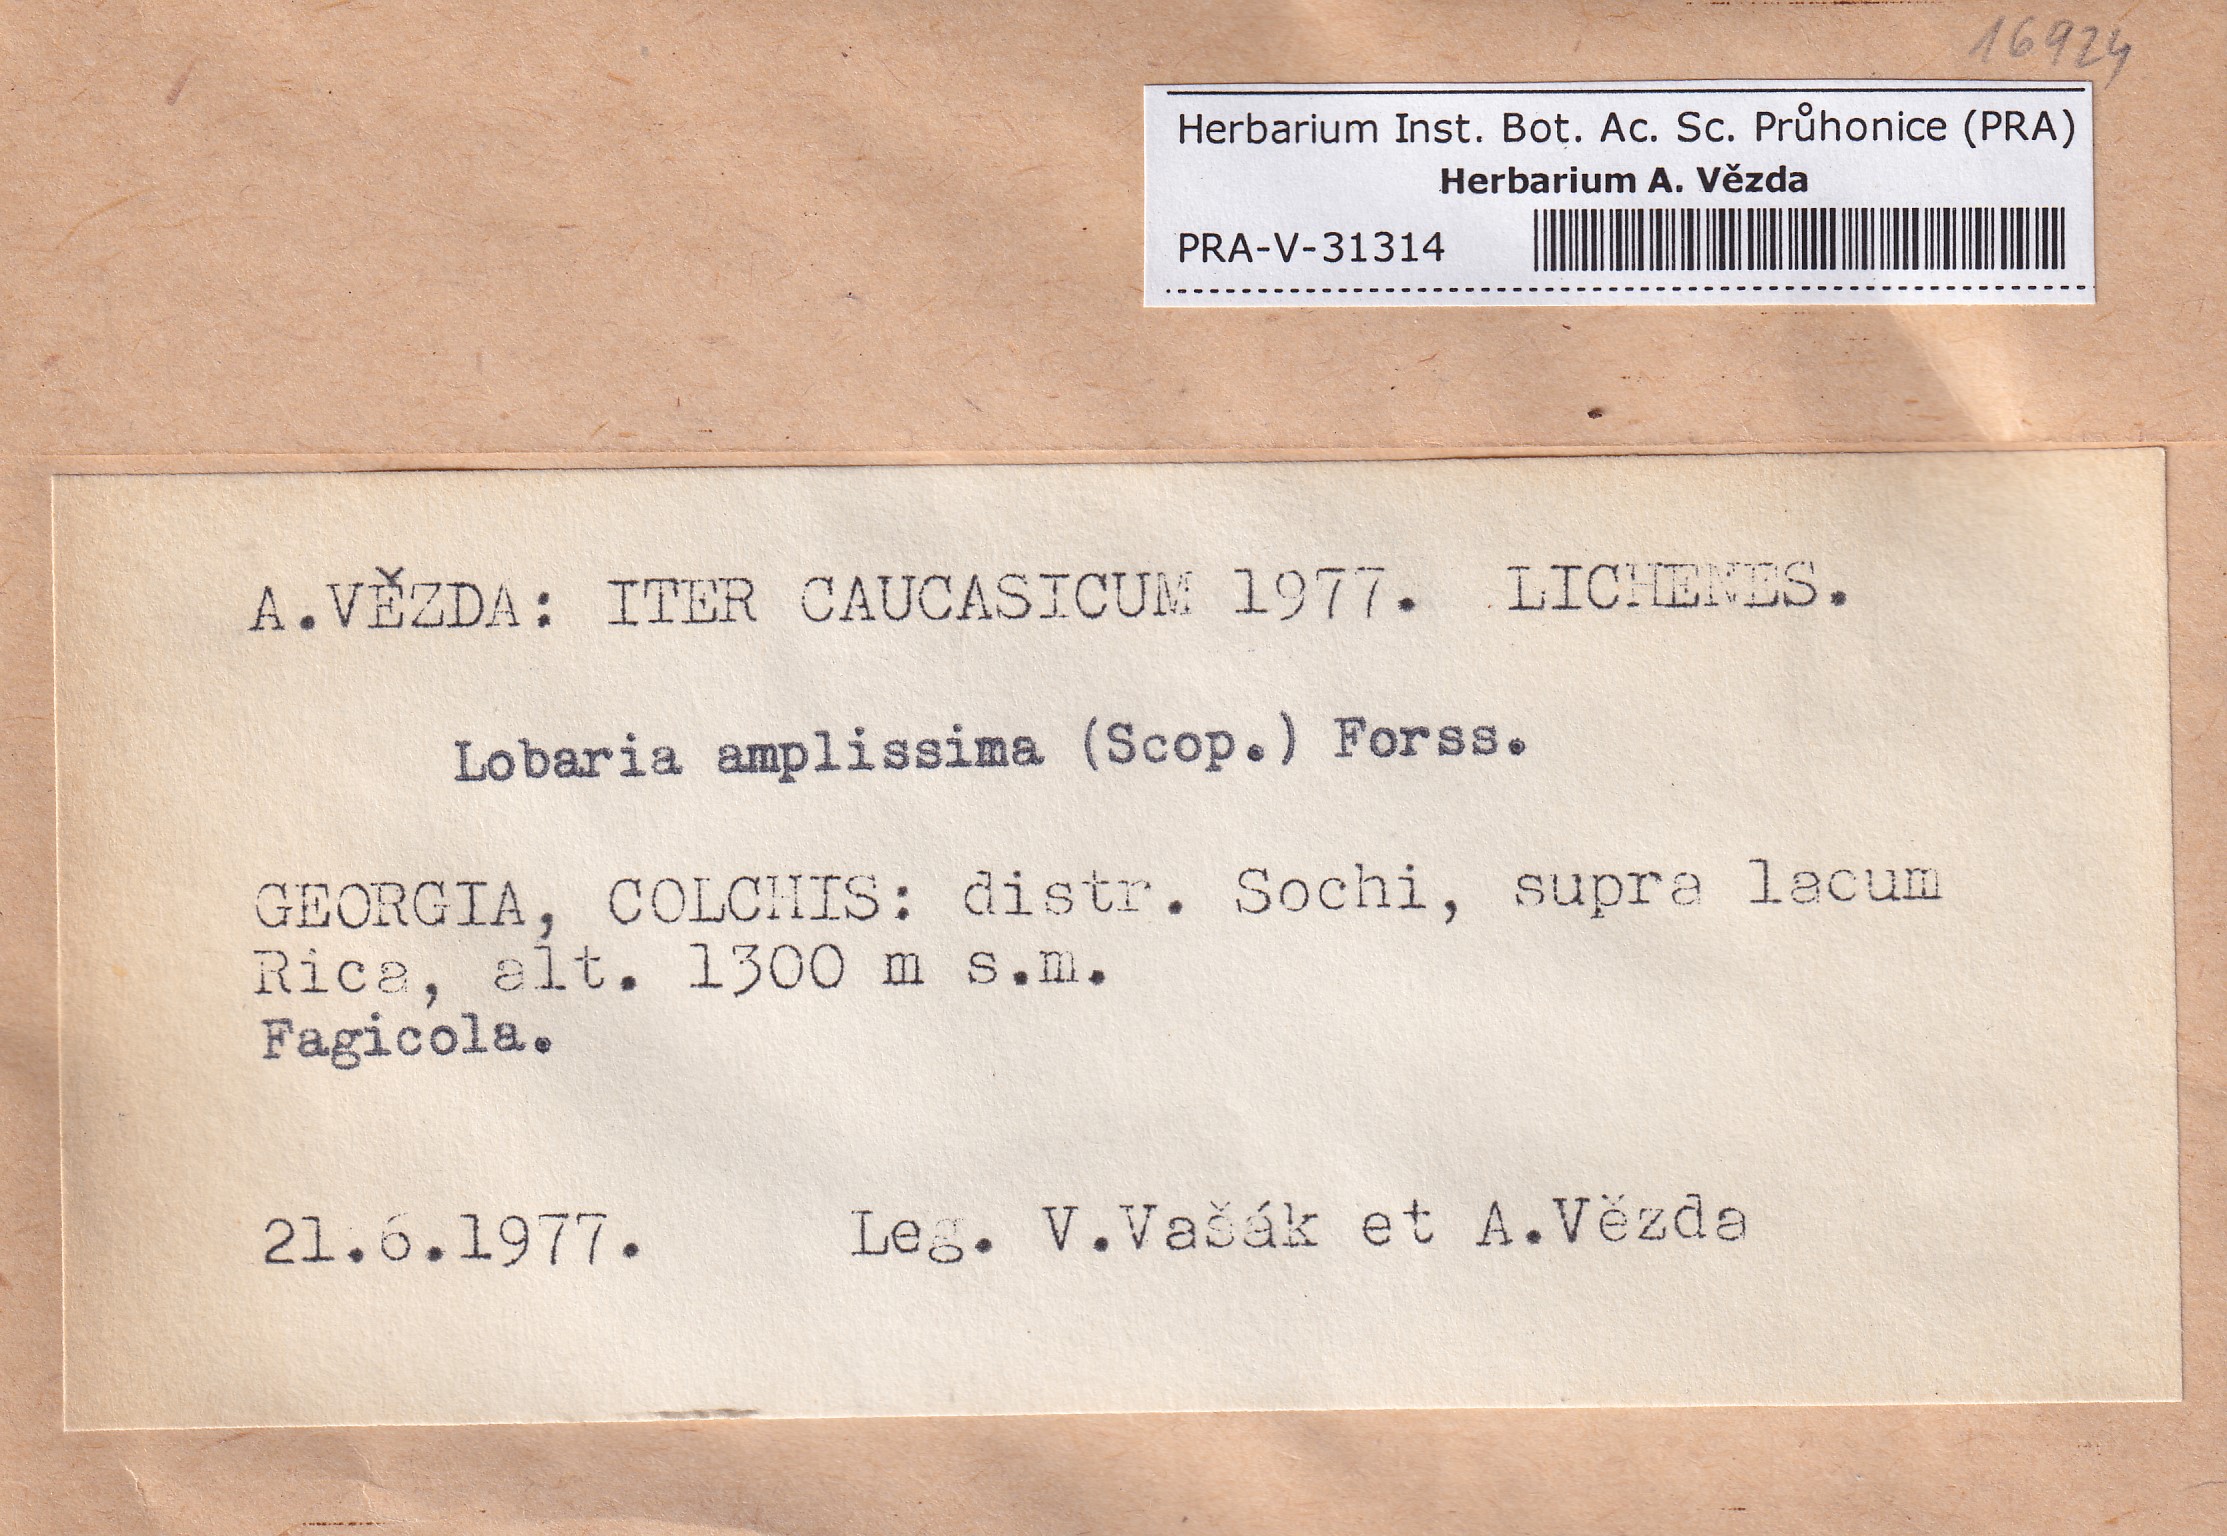 16924
Herbarium Inst. Bot. Ac. Sc. Průhonice (PRA)
Herbarium A. Vězda
PRA-V-31314
A.VĚZDA: ITER CAUCASICUM 1977. LICHENES.
Lobaria amplissima (Scop.) Forss.
GEORGIA, COLCHIS: distr. Sochi, supra lacum
Rica, alt. 1300 m s.m.
Fagicola.
21.6.1977. Leg. V.Vašák et A.Vězda